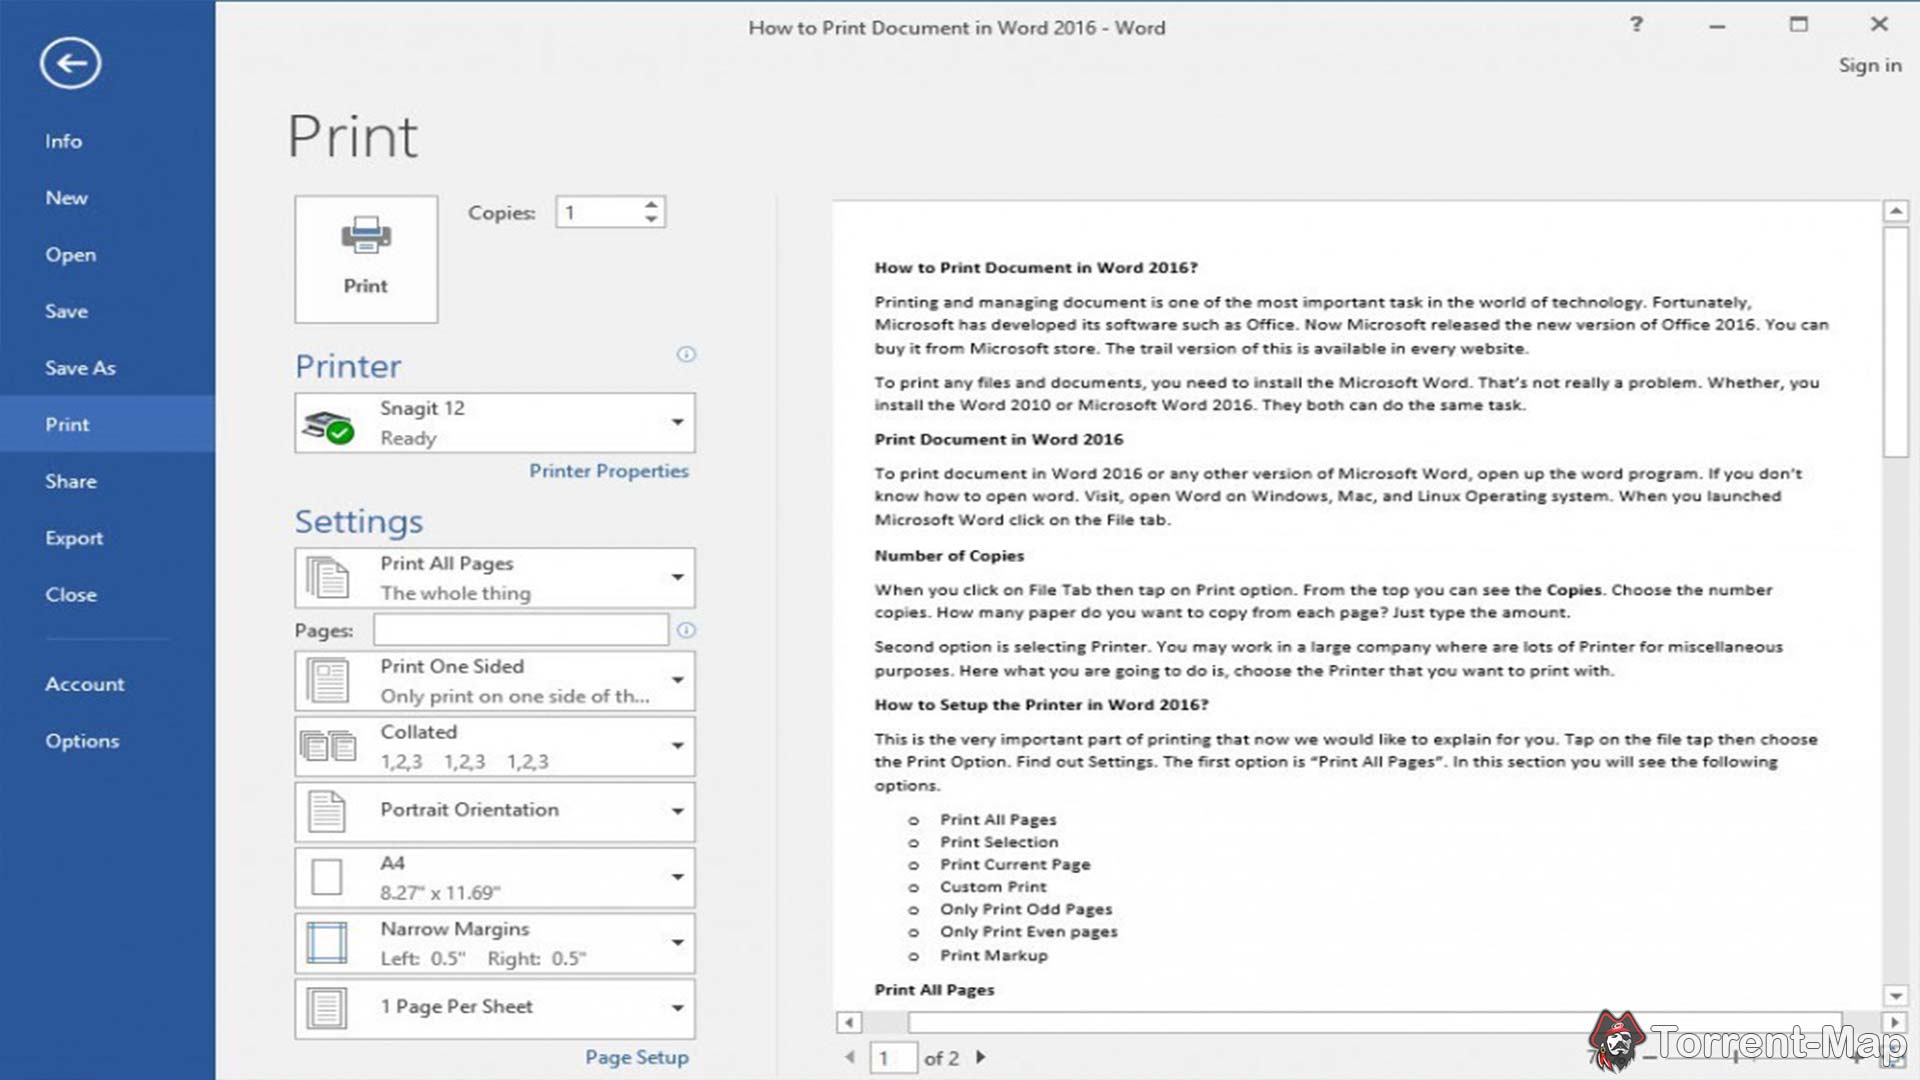 How to Print Document in Word 2016 - Word
?
Sign in
Info
New
Open
Save
Save As
Print
Share
Export
Close
Account
Options
Print
Print
Copies: 1
Printer
Snagit 12
Ready
Printer Properties
Settings
Print All Pages
The whole thing
Pages:
Print One Sided
Only print on one side of th...
Collated
1,2,3 1,2,3 1,2,3
Portrait Orientation
A4
8.27" x 11.69"
Narrow Margins
Left: 0.5" Right: 0.5"
1 Page Per Sheet
Page Setup
How to Print Document in Word 2016?
Printing and managing document is one of the most important task in the world of technology. Fortunately,
Microsoft has developed its software such as Office. Now Microsoft released the new version of Office 2016. You can
buy it from Microsoft store. The trail version of this is available in every website.
To print any files and documents, you need to install the Microsoft Word. That's not really a problem. Whether, you
install the Word 2010 or Microsoft Word 2016. They both can do the same task.
Print Document in Word 2016
To print document in Word 2016 or any other version of Microsoft Word, open up the word program. If you don't
know how to open word. Visit, open Word on Windows, Mac, and Linux Operating system. When you launched
Microsoft Word click on the File tab.
Number of Copies
When you click on File Tab then tap on Print option. From the top you can see the Copies. Choose the number
copies. How many paper do you want to copy from each page? Just type the amount.
Second option is selecting Printer. You may work in a large company where are lots of Printer for miscellaneous
purposes. Here what you are going to do is, choose the Printer that you want to print with.
How to Setup the Printer in Word 2016?
This is the very important part of printing that now we would like to explain for you. Tap on the file tap then choose
the Print Option. Find out Settings. The first option is “Print All Pages”. In this section you will see the following
options.
o Print All Pages
o Print Selection
o Print Current Page
o Custom Print
o Only Print Odd Pages
o Only Print Even pages
o Print Markup
Print All Pages
1 of 2
Torrent-Map